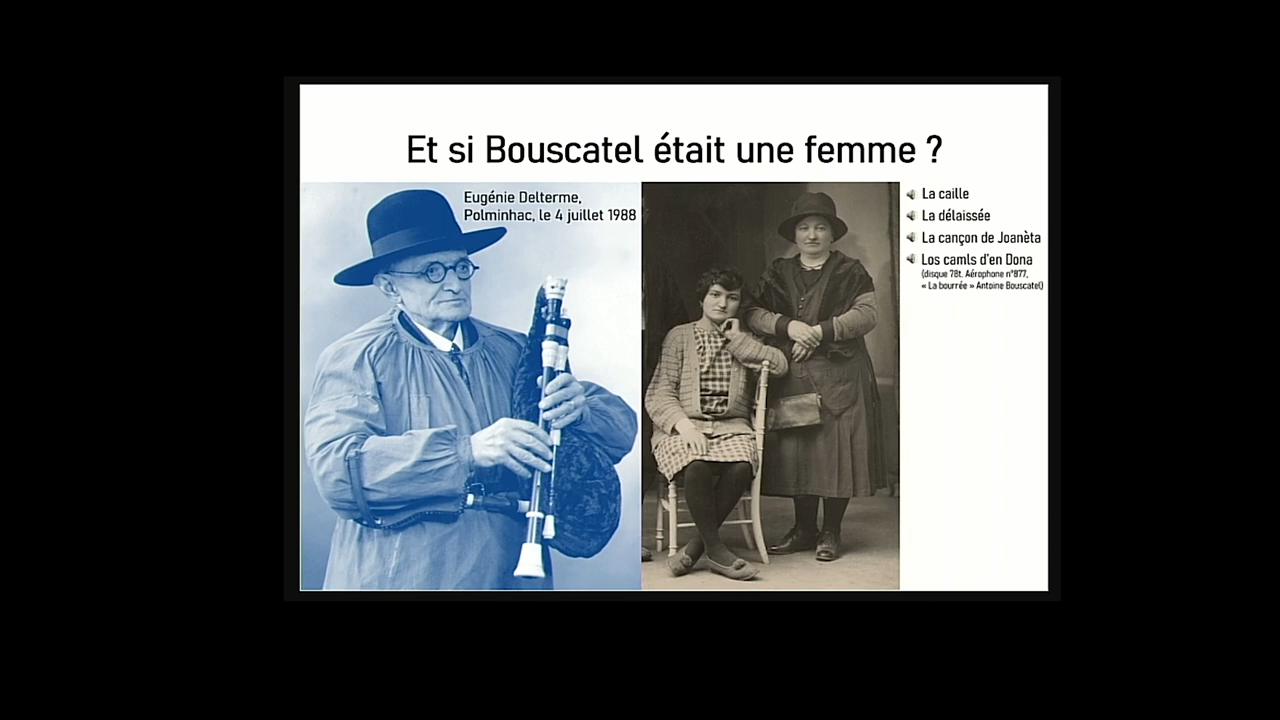 Et si Bouscatel était une femme ?
Eugénie Delterme,
Polminhac, le 4 juillet 1988
La caille
La délaissée
La cançon de Joanèta
Los camls d'en Dona
(disque 78t. Aérophone n°877,
« La bourrée » Antoine Bouscatel)